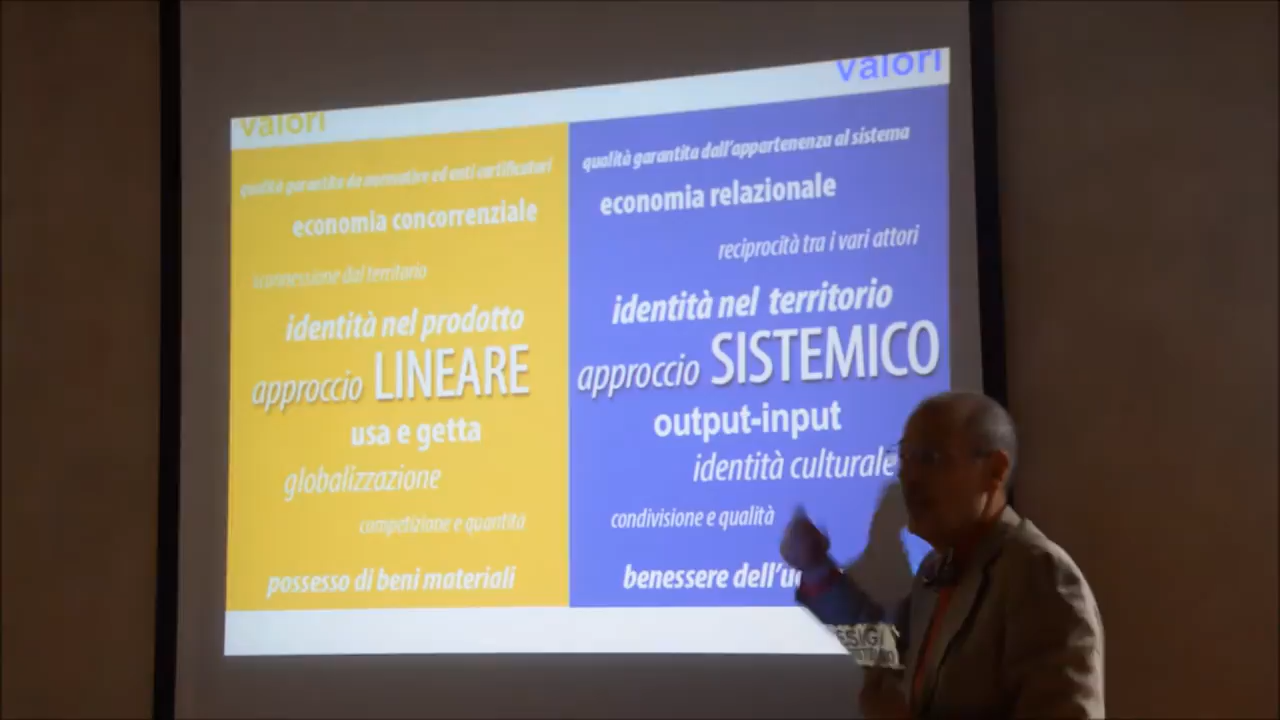 valori
qualità garantita da normative ed enti certificatori
economia concorrenziale
sconnessione dal territorio
identità nel prodotto
approccio LINEARE
usa e getta
globalizzazione
competizione e quantità
possesso di beni materiali
valori
qualità garantita dall'appartenenza al sistema
economia relazionale
reciprocità tra i vari attori
identità nel territorio
approccio SISTEMICO
output-input
identità culturale
condivisione e qualità
benessere